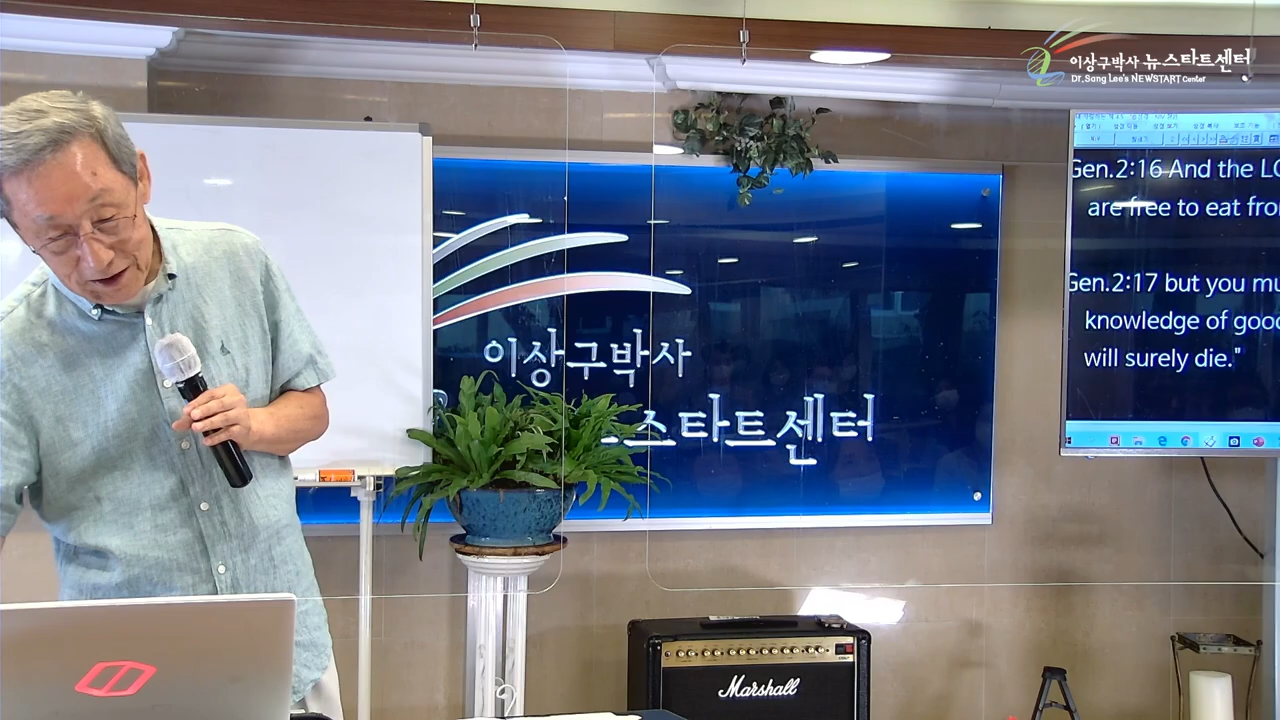 이상구박사 뉴스타트센터
Dr. Sang Lee's NEWSTART Center
Gen.2:16 And the LO
are free to eat from
Gen.2:17 but you mu
knowledge of good
will surely die."
이상구박사
스타트센터
Marshall